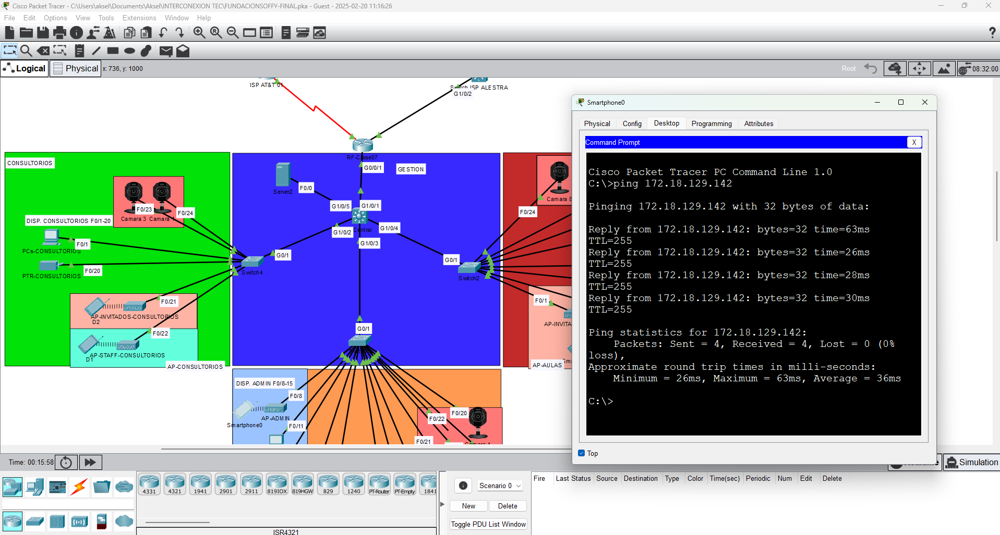 Cisco Packet Tracer - C:\Users\aksel\Documents\Aksel\INTERCONEXION TEC\FUNDACIONSOFFY-FINAL.pka - Guest - 2025-02-20 11:16:26
File Edit Options View Tools Extensions Window Help
Logical Physical x: 736, y: 1000
Root 08:32:00
ISP AT&T 01
Switch ISP ALESTRA
G1/0/2
RF-Clase07
G0/0/1
GESTION
CONSULTORIOS
Server2
F0/0
G1/0/5
G1/0/1
Central
G1/0/2
G1/0/4
G1/0/3
F0/23
F0/24
Camara 3 Camara
DISP. CONSULTORIOS F0/1-20
F0/1
PCs-CONSULTORIOS
F0/20
PTR-CONSULTORIOS
G0/1
Switch4
G0/1
Switch2
F0/24
Camara 8
F0/21
AP-INVITADOS-CONSULTORIOS
D2
F0/22
AP-STAFF-CONSULTORIOS
D1
AP-CONSULTORIOS
F0/1
AP-INVITA
AP-AULAS
Sma
G0/1
DISP. ADMIN F0/8-15
F0/8
AP-ADMIN
Smartphone0
F0/11
F0/22
F0/20
F0/21
Camara 4
Smartphone0
Physical Config Desktop Programming Attributes
Command Prompt X
Cisco Packet Tracer PC Command Line 1.0
C:\>ping 172.18.129.142
Pinging 172.18.129.142 with 32 bytes of data:
Reply from 172.18.129.142: bytes=32 time=63ms
TTL=255
Reply from 172.18.129.142: bytes=32 time=26ms
TTL=255
Reply from 172.18.129.142: bytes=32 time=28ms
TTL=255
Reply from 172.18.129.142: bytes=32 time=30ms
TTL=255
Ping statistics for 172.18.129.142:
Packets: Sent = 4, Received = 4, Lost = 0 (0%
loss),
Approximate round trip times in milli-seconds:
Minimum = 26ms, Maximum = 63ms, Average = 36ms
C:\>
Top
Time: 00:15:58
Simulation
4331 4321 1941 2901 2911 819IOX 819HGW 829 1240 PT-Router PT-Empty 1841
ISR4321
Scenario 0
New Delete
Toggle PDU List Window
Fire Last Status Source Destination Type Color Time(sec) Periodic Num Edit Delete